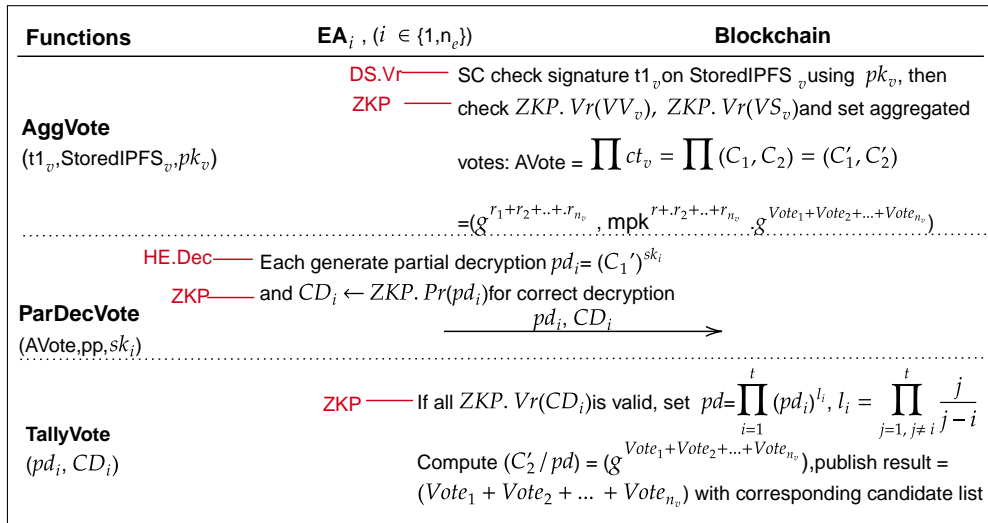 Functions EA_i , (i ∈ {1,n_e}) Blockchain
DS.Vr SC check signature t1_v on StoredIPFS_v using pk_v, then
ZKP check ZKP. Vr(VV_v), ZKP. Vr(VS_v)and set aggregated
AggVote
(t1_v,StoredIPFS_v,pk_v)
votes: AVote = ∏ ct_v = ∏ (C_1, C_2) = (C′_1, C′_2)
=(g^{r_1+r_2+..+.r_{n_v}} , mpk^{r+.r_2+..+r_{n_v}} .g^{Vote_1+Vote_2+...+Vote_{n_v}})
HE.Dec Each generate partial decryption pd_i= (C_1′)^{sk_i}
ZKP and CD_i ← ZKP. Pr(pd_i)for correct decryption
ParDecVote
(AVote,pp,sk_i)
pd_i, CD_i
ZKP If all ZKP. Vr(CD_i)is valid, set pd=∏_{i=1}^{t} (pd_i)^{l_i}, l_i = ∏_{j=1, j≠ i}^{t} j/(j − i)
TallyVote
(pd_i, CD_i)
Compute (C′_2/pd) = (g^{Vote_1+Vote_2+...+Vote_{n_v}}),publish result =
(Vote_1 + Vote_2 + ... + Vote_{n_v}) with corresponding candidate list